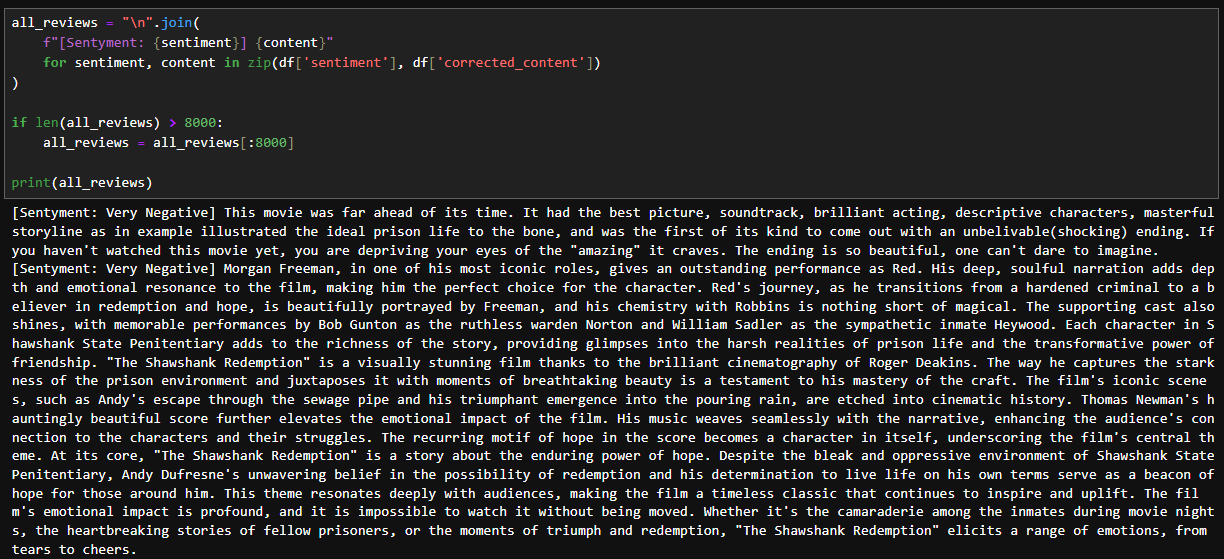 all_reviews = "\n".join(
    f"[Sentyment: {sentiment}] {content}"
    for sentiment, content in zip(df['sentiment'], df['corrected_content'])
)

if len(all_reviews) > 8000:
    all_reviews = all_reviews[:8000]

print(all_reviews)
[Sentyment: Very Negative] This movie was far ahead of its time. It had the best picture, soundtrack, brilliant acting, descriptive characters, masterful
storyline as in example illustrated the ideal prison life to the bone, and was the first of its kind to come out with an unbelivable(shocking) ending. If
you haven't watched this movie yet, you are depriving your eyes of the "amazing" it craves. The ending is so beautiful, one can't dare to imagine.
[Sentyment: Very Negative] Morgan Freeman, in one of his most iconic roles, gives an outstanding performance as Red. His deep, soulful narration adds dep
th and emotional resonance to the film, making him the perfect choice for the character. Red's journey, as he transitions from a hardened criminal to a b
eliever in redemption and hope, is beautifully portrayed by Freeman, and his chemistry with Robbins is nothing short of magical. The supporting cast also
shines, with memorable performances by Bob Gunton as the ruthless warden Norton and William Sadler as the sympathetic inmate Heywood. Each character in S
hawshank State Penitentiary adds to the richness of the story, providing glimpses into the harsh realities of prison life and the transformative power of
friendship. "The Shawshank Redemption" is a visually stunning film thanks to the brilliant cinematography of Roger Deakins. The way he captures the stark
ness of the prison environment and juxtaposes it with moments of breathtaking beauty is a testament to his mastery of the craft. The film's iconic scene
s, such as Andy's escape through the sewage pipe and his triumphant emergence into the pouring rain, are etched into cinematic history. Thomas Newman's h
auntingly beautiful score further elevates the emotional impact of the film. His music weaves seamlessly with the narrative, enhancing the audience's con
nection to the characters and their struggles. The recurring motif of hope in the score becomes a character in itself, underscoring the film's central th
eme. At its core, "The Shawshank Redemption" is a story about the enduring power of hope. Despite the bleak and oppressive environment of Shawshank State
Penitentiary, Andy Dufresne's unwavering belief in the possibility of redemption and his determination to live life on his own terms serve as a beacon of
hope for those around him. This theme resonates deeply with audiences, making the film a timeless classic that continues to inspire and uplift. The fil
m's emotional impact is profound, and it is impossible to watch it without being moved. Whether it's the camaraderie among the inmates during movie night
s, the heartbreaking stories of fellow prisoners, or the moments of triumph and redemption, "The Shawshank Redemption" elicits a range of emotions, from
tears to cheers.